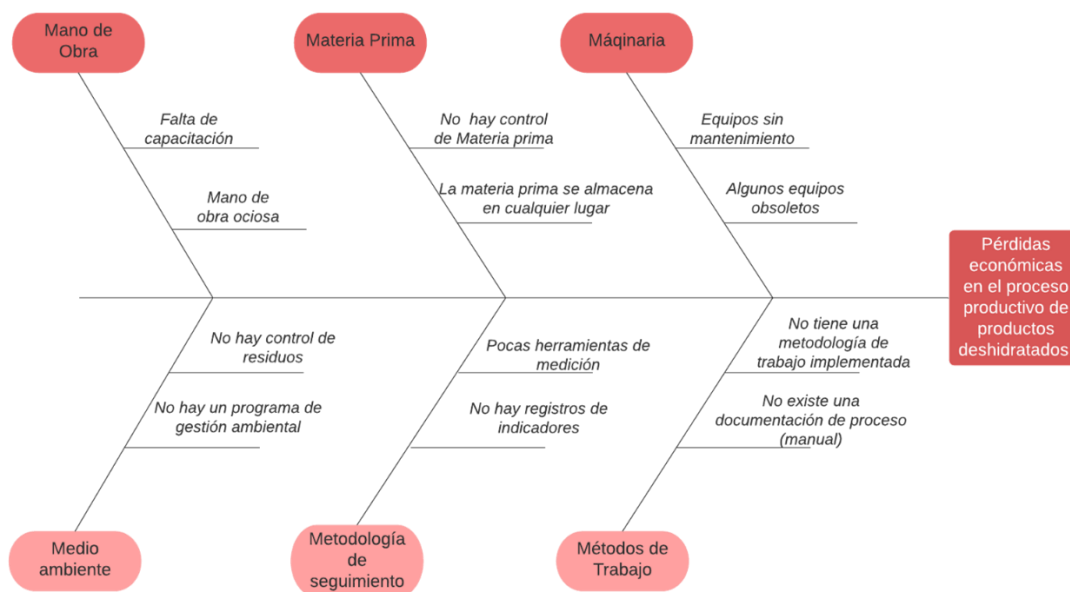 Mano de
Obra
Materia Prima
Máqinaria
Falta de
capacitación
Mano de
obra ociosa
No hay control
de Materia prima
La materia prima se almacena
en cualquier lugar
Equipos sin
mantenimiento
Algunos equipos
obsoletos
Pérdidas
económicas
en el proceso
productivo de
productos
deshidratados.
No hay control de
residuos
No hay un programa de
gestión ambiental
Pocas herramientas de
medición
No hay registros de
indicadores
No tiene una
metodología de
trabajo implementada
No existe una
documentación de proceso
(manual)
Medio
ambiente
Metodología
de
seguimiento
Métodos de
Trabajo